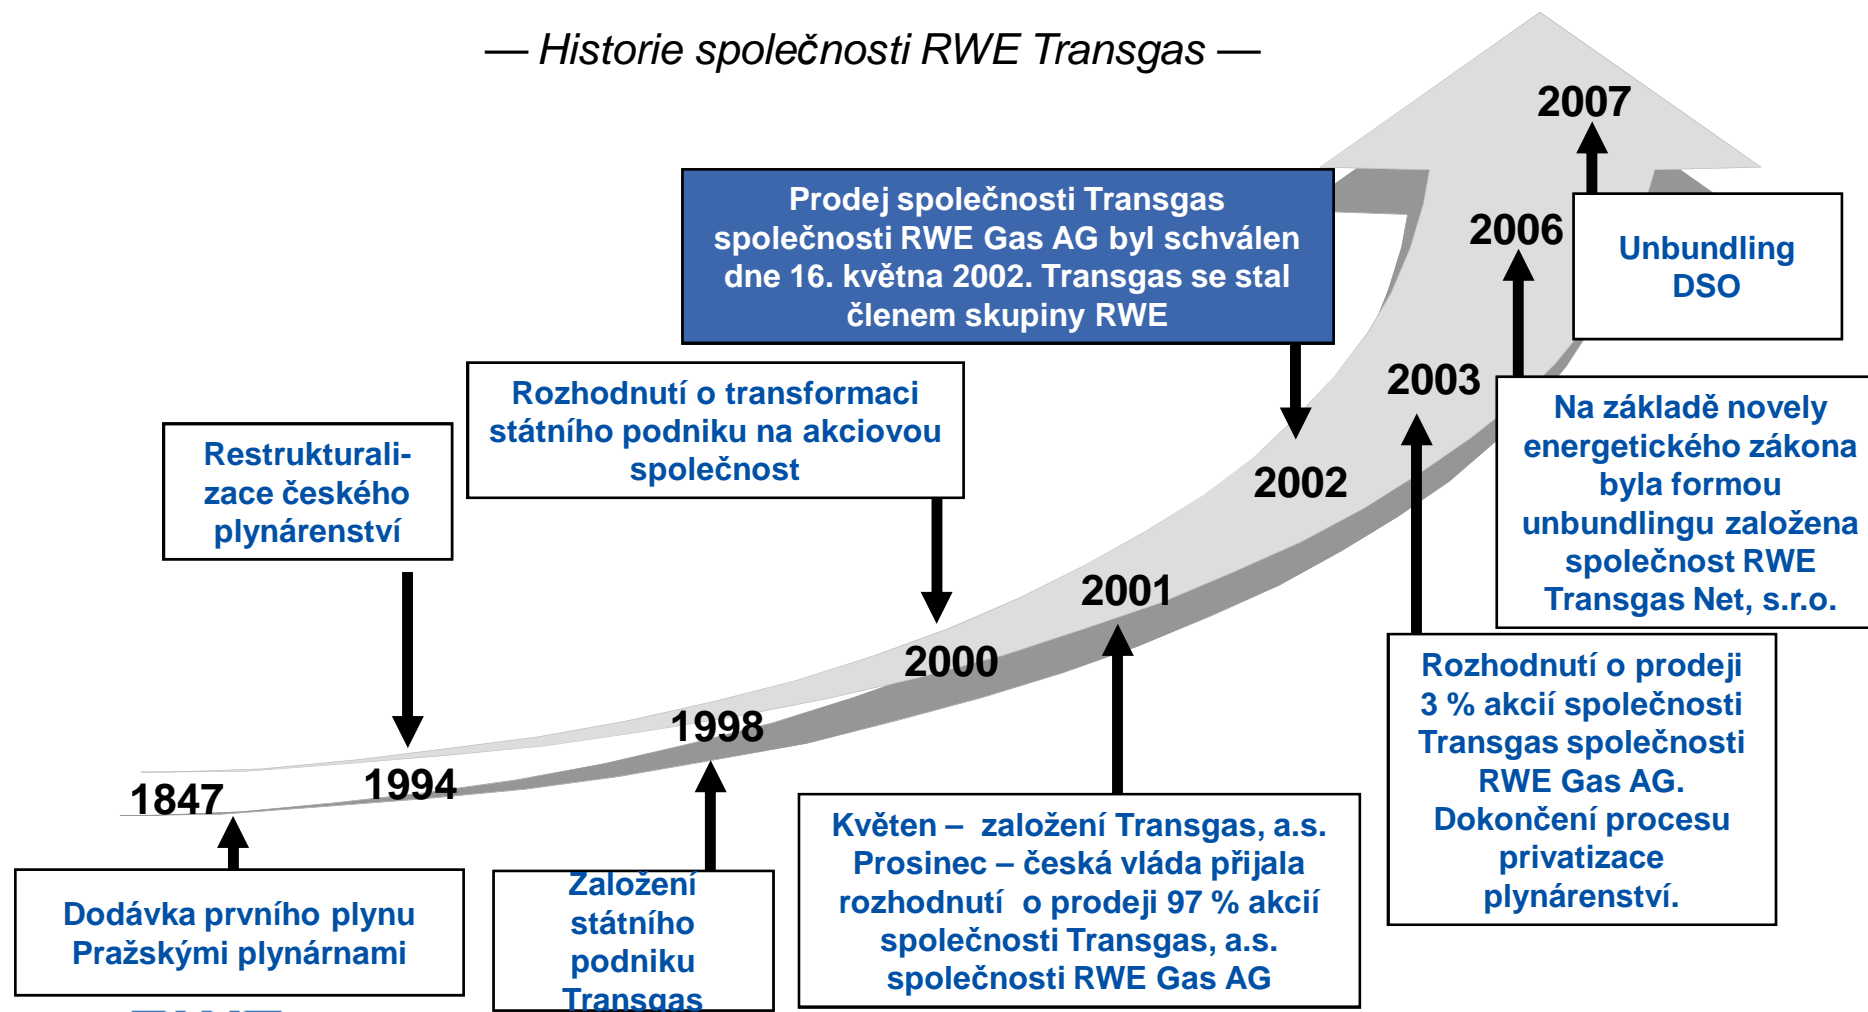 — Historie společnosti RWE Transgas —
2007
Prodej společnosti Transgas
společnosti RWE Gas AG byl schválen
dne 16. května 2002. Transgas se stal
členem skupiny RWE
2006
Unbundling
DSO
Rozhodnutí o transformaci
státního podniku na akciovou
společnost
2003
Na základě novely
energetického zákona
byla formou
unbundlingu založena
společnost RWE
Transgas Net, s.r.o.
Restrukturali-
zace českého
plynárenství
2002
2001
2000
Rozhodnutí o prodeji
3 % akcií společnosti
Transgas společnosti
RWE Gas AG.
Dokončení procesu
privatizace
plynárenství.
1998
1994
1847
Květen – založení Transgas, a.s.
Prosinec – česká vláda přijala
rozhodnutí o prodeji 97 % akcií
společnosti Transgas, a.s.
společnosti RWE Gas AG
Založení
státního
podniku
Transgas
Dodávka prvního plynu
Pražskými plynárnami